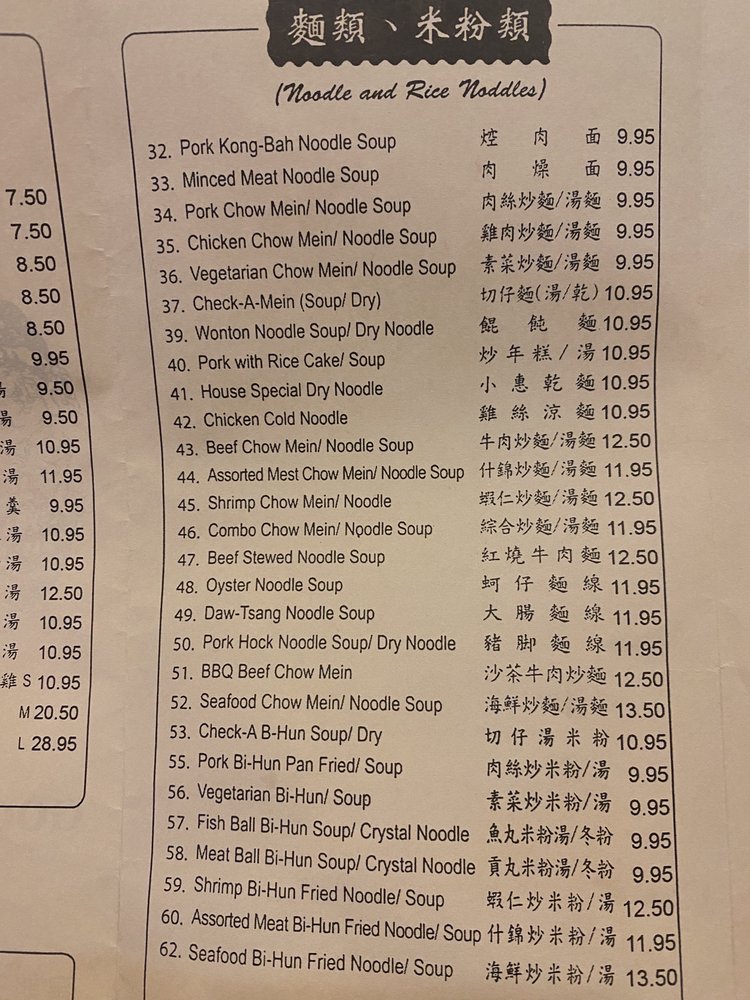 麵類、米粉類
(Noodle and Rice Noddles)
32. Pork Kong-Bah Noodle Soup 焢肉面 9.95
33. Minced Meat Noodle Soup 肉燥面 9.95
34. Pork Chow Mein/ Noodle Soup 肉絲炒麵/湯麵 9.95
35. Chicken Chow Mein/ Noodle Soup 雞肉炒麵/湯麵 9.95
36. Vegetarian Chow Mein/ Noodle Soup 素菜炒麵/湯麵 9.95
37. Check-A-Mein (Soup/ Dry) 切仔麵(湯/乾) 10.95
39. Wonton Noodle Soup/ Dry Noodle 餛飩麵 10.95
40. Pork with Rice Cake/ Soup 炒年糕/湯 10.95
41. House Special Dry Noodle 小惠乾麵 10.95
42. Chicken Cold Noodle 雞絲涼麵 10.95
43. Beef Chow Mein/ Noodle Soup 牛肉炒麵/湯麵 12.50
44. Assorted Mest Chow Mein/ Noodle Soup 什錦炒麵/湯麵 11.95
45. Shrimp Chow Mein/ Noodle 蝦仁炒麵/湯麵 12.50
46. Combo Chow Mein/ Noodle Soup 綜合炒麵/湯麵 11.95
47. Beef Stewed Noodle Soup 紅燒牛肉麵 12.50
48. Oyster Noodle Soup 蚵仔麵線 11.95
49. Daw-Tsang Noodle Soup 大腸麵線 11.95
50. Pork Hock Noodle Soup/ Dry Noodle 豬脚麵線 11.95
51. BBQ Beef Chow Mein 沙茶牛肉炒麵 12.50
52. Seafood Chow Mein/ Noodle Soup 海鮮炒麵/湯麵 13.50
53. Check-A B-Hun Soup/ Dry 切仔湯米粉 10.95
55. Pork Bi-Hun Pan Fried/ Soup 肉絲炒米粉/湯 9.95
56. Vegetarian Bi-Hun/ Soup 素菜炒米粉/湯 9.95
57. Fish Ball Bi-Hun Soup/ Crystal Noodle 魚丸米粉湯/冬粉 9.95
58. Meat Ball Bi-Hun Soup/ Crystal Noodle 貢丸米粉湯/冬粉 9.95
59. Shrimp Bi-Hun Fried Noodle/ Soup 蝦仁炒米粉/湯 12.50
60. Assorted Meat Bi-Hun Fried Noodle/ Soup 什錦炒米粉/湯 11.95
62. Seafood Bi-Hun Fried Noodle/ Soup 海鮮炒米粉/湯 13.50
7.50
7.50
8.50
8.50
8.50
9.95
湯 9.50
湯 9.50
湯 10.95
湯 11.95
羹 9.95
湯 10.95
湯 10.95
湯 12.50
湯 10.95
湯 10.95
雞 S 10.95
M 20.50
L 28.95